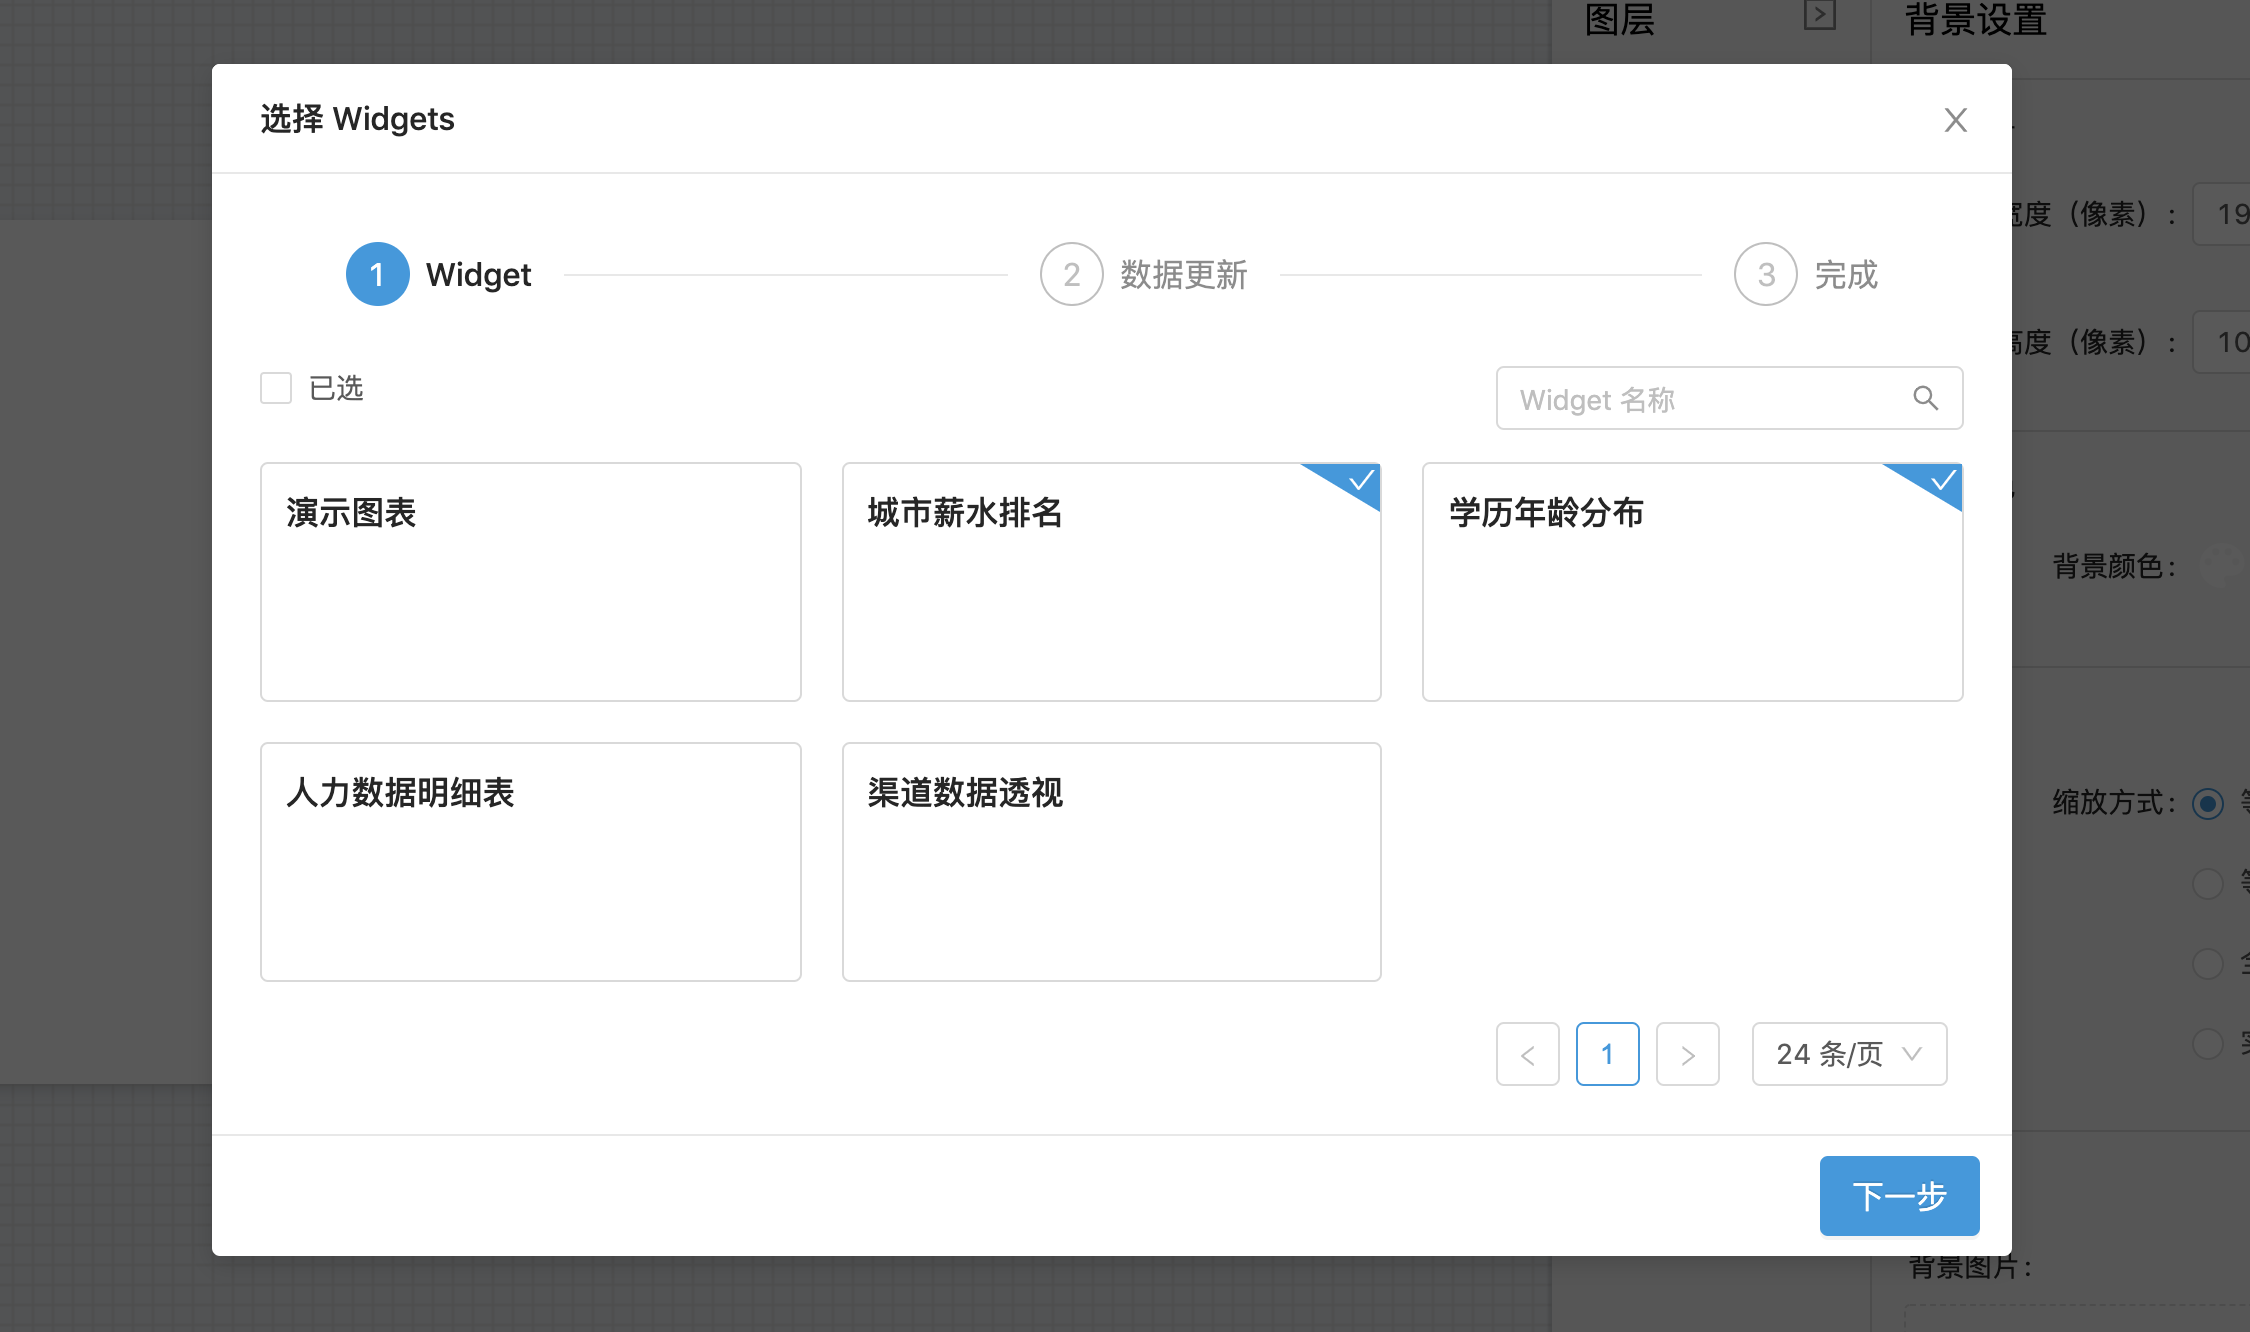 图层
背景设置
选择 Widgets
1 Widget
2 数据更新
3 完成
已选
Widget 名称
演示图表
城市薪水排名
学历年龄分布
人力数据明细表
渠道数据透视
1
24 条/页
下一步
度（像素）：
19
度（像素）：
10
背景颜色：
缩放方式：
背景图片：